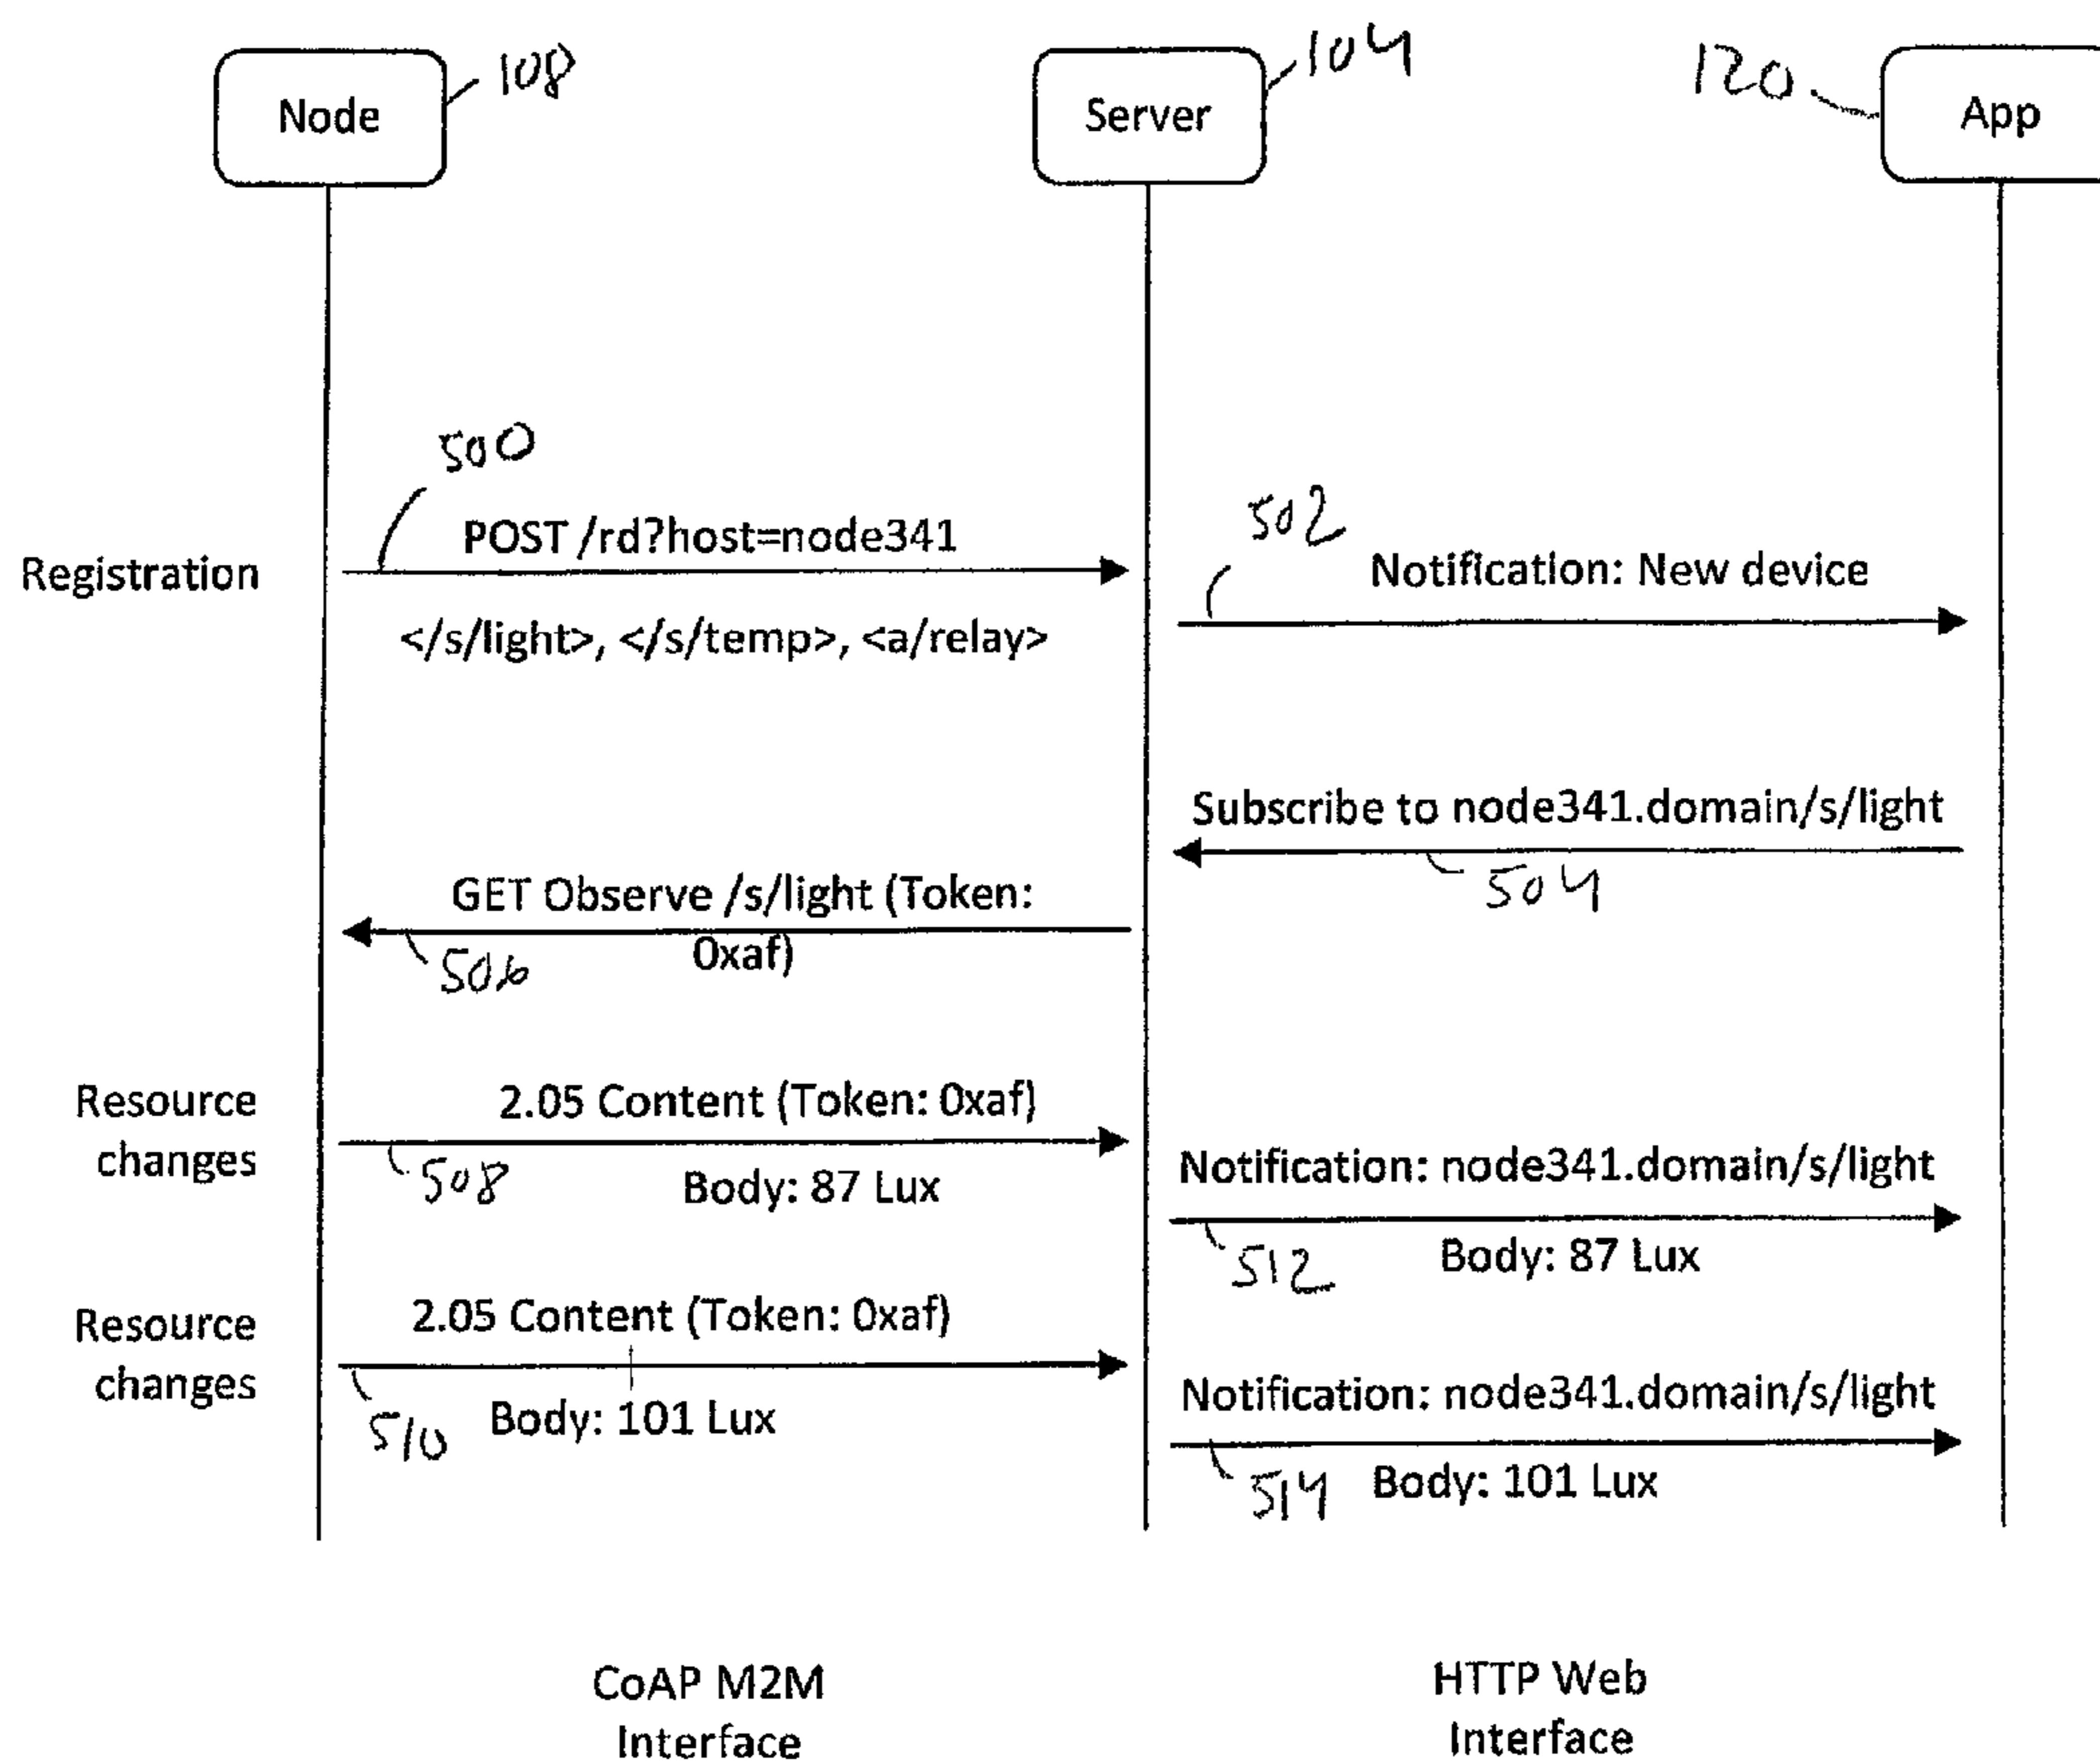 Node
108
Server
104
120
App
500
POST /rd?host=node341
Registration
</s/light>, </s/temp>, <a/relay>
502
Notification: New device
Subscribe to node341.domain/s/light
504
GET Observe /s/light (Token:
0xaf)
506
Resource
changes
2.05 Content (Token: 0xaf)
508
Body: 87 Lux
Notification: node341.domain/s/light
512
Body: 87 Lux
Resource
changes
2.05 Content (Token: 0xaf)
510
Body: 101 Lux
Notification: node341.domain/s/light
514
Body: 101 Lux
CoAP M2M
Interface
HTTP Web
Interface